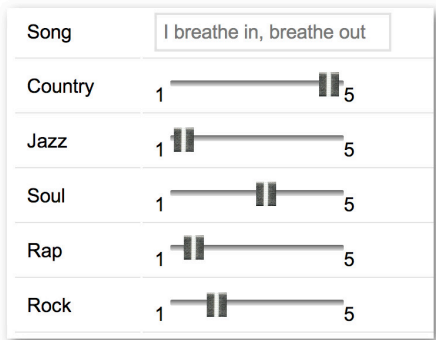 Song I breathe in, breathe out
Country 1 5
Jazz 1 5
Soul 1 5
Rap 1 5
Rock 1 5